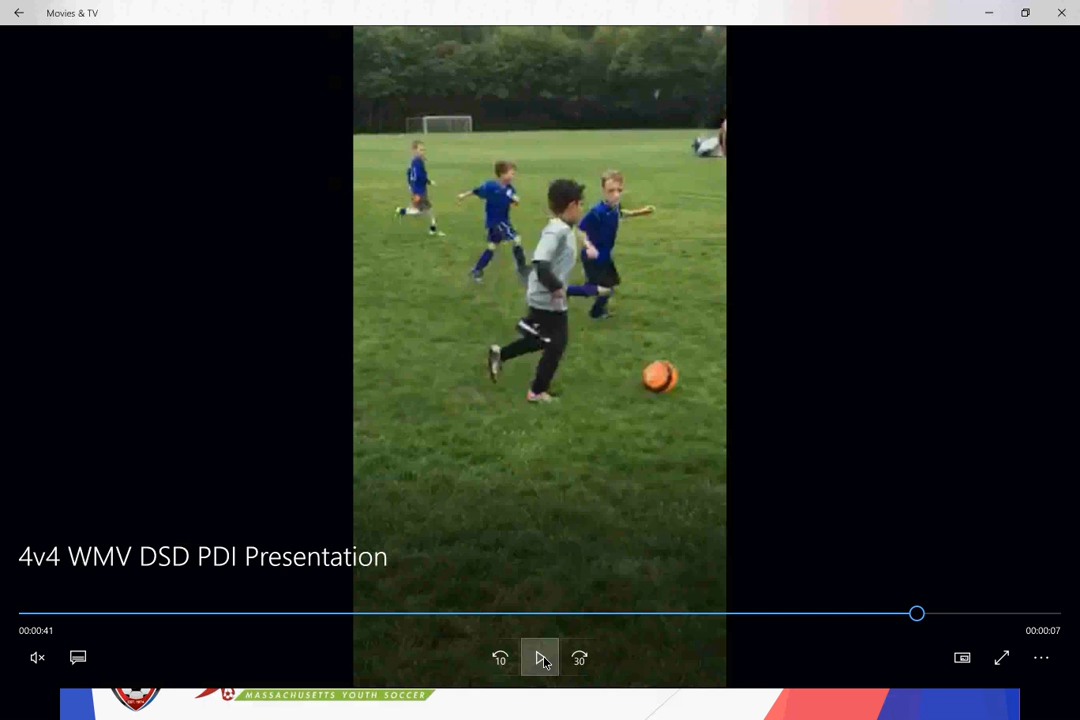 Movies & TV
4v4 WMV DSD PDI Presentation
00:00:41
00:00:07
10
30
MASSACHUSETTS YOUTH SOCCER